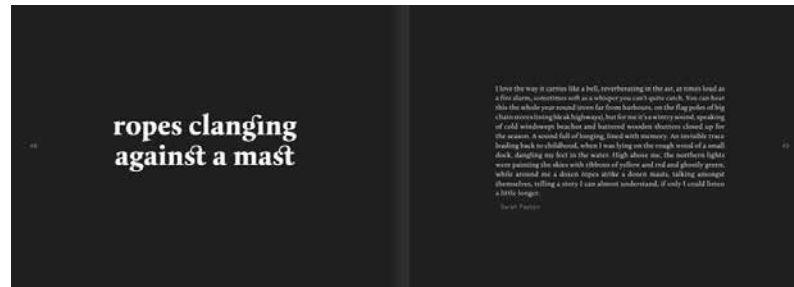 ropes clanging
against a mast
I love the way it carries like a bell, reverberating in the air, at times loud as
a fire alarm, sometimes soft as a whisper you can't quite catch. You can hear
this the whole year round (even far from harbours, on the flag poles of big
chain stores lining bleak highways), but for me it's a wintry sound, speaking
of cold windswept beaches and battered wooden shutters closed up for
the season. A sound full of longing, lined with memory. An invisible trace
leading back to childhood, when I was lying on the rough wood of a small
dock, dangling my feet in the water. High above me, the northern lights
were painting the skies with ribbons of yellow and red and ghostly green,
while around me a dozen ropes strike a dozen masts, talking amongst
themselves, telling a story I can almost understand, if only I could listen
a little longer.
Sarah Payton